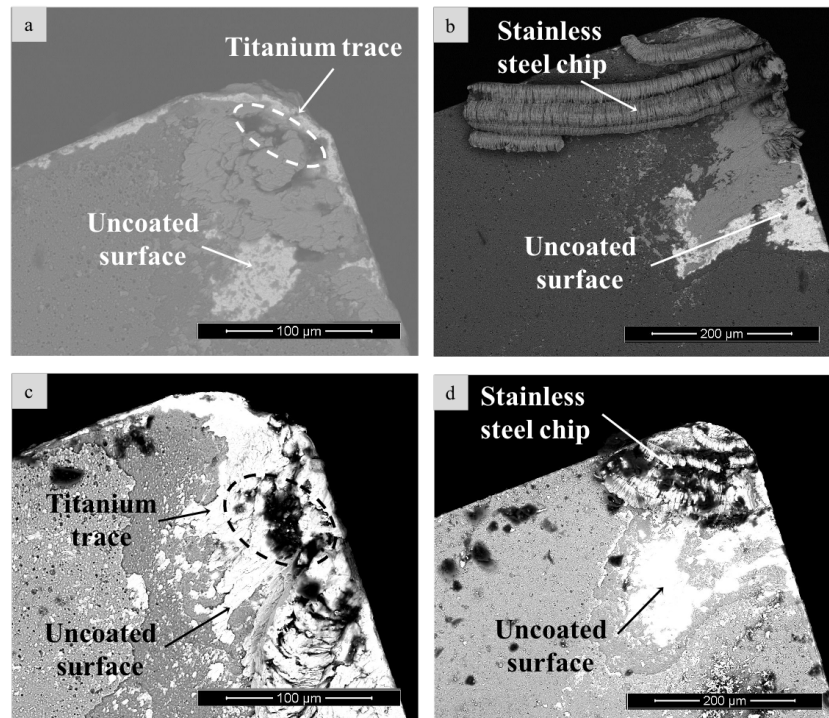 a
Titanium trace
Uncoated
surface
100 µm
b
Stainless
steel chip
Uncoated
surface
200 µm
c
Titanium
trace
Uncoated
surface
100 µm
d
Stainless
steel chip
Uncoated
surface
200 µm